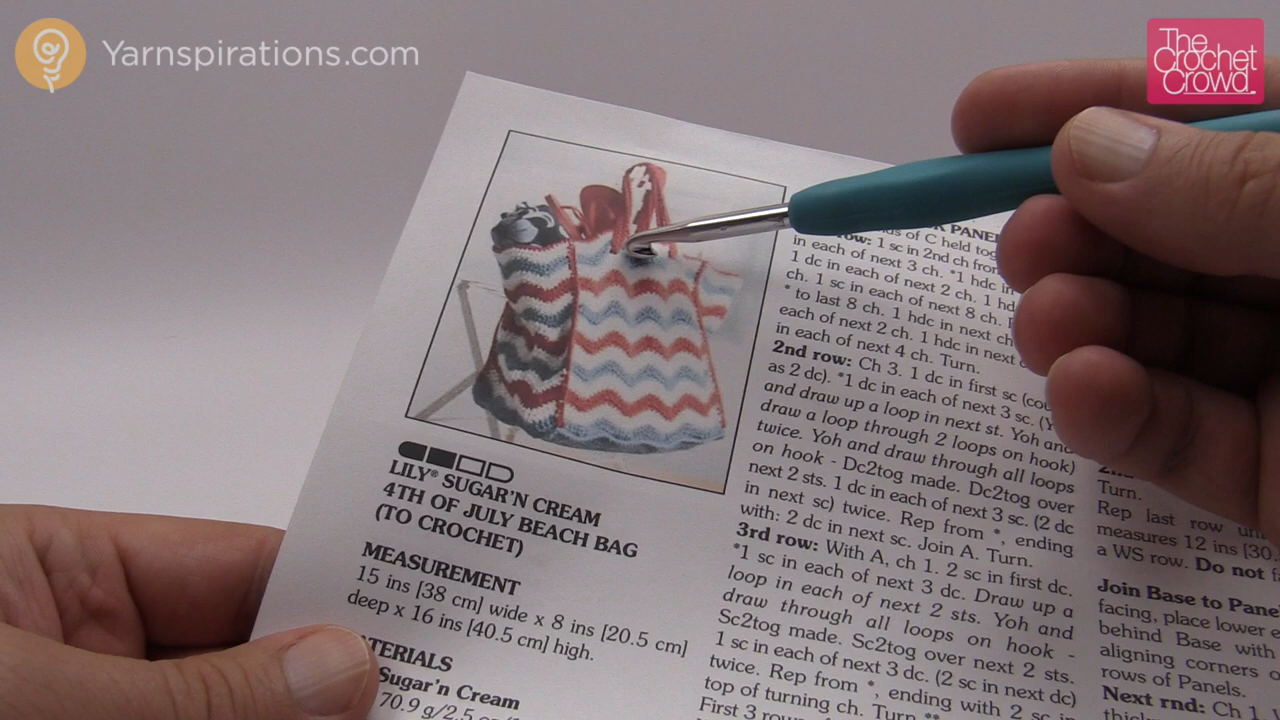 Yarnspirations.com
The
Crochet
Crowd
LILY® SUGAR'N CREAM
4TH OF JULY BEACH BAG
(TO CROCHET)
MEASUREMENT
15 ins [38 cm] wide x 8 ins [20.5 cm]
deep x 16 ins [40.5 cm] high.
Sugar'n Cream
of C held
row: 1 sc in 2nd ch from
in each of next 3 ch. *1 hdc in
1 dc in each of next 2 ch. 1
ch. 1 sc in each of next 8 ch.
* to last 8 ch. 1 hdc in next ch
each of next 2 ch. 1 hdc in next
in each of next 4 ch. Turn.
2nd row: Ch 3. 1 dc in first sc
as 2 dc). *1 dc in each of next 3 sc.
and draw up a loop in next st. Yoh and
draw a loop through 2 loops on hook)
twice. Yoh and draw through all loops
on hook - Dc2tog made. Dc2tog over
next 2 sts. 1 dc in each of next 3 sc. (2 dc
in next sc) twice. Rep from *, ending
with: 2 dc in next sc. Join A. Turn.
3rd row: With A, ch 1. 2 sc in first dc.
*1 sc in each of next 3 dc. Draw up a
loop in each of next 2 sts. Yoh and
draw through all loops on hook -
Sc2tog made. Sc2tog over next 2 sts.
1 sc in each of next 3 dc. (2 sc in next dc)
twice. Rep from *, ending with 2 sc in
top of turning ch. Turn. **
First 3 rows
Turn.
Rep last row
measures 12 ins
a WS row. Do not
Join Base to
facing, place lower
behind Base with
aligning corners
rows of Panels.
Next rnd: Ch 1.